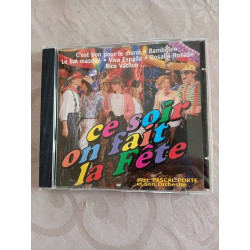 C'est bon pour le moral • Bamboleo
Le bal masqué • Viva España • Rosalie Rosalie
Rico Vacilon ...
ce soir
on fait
la Fête
avec PASCAL PORTE
et son Orchestre